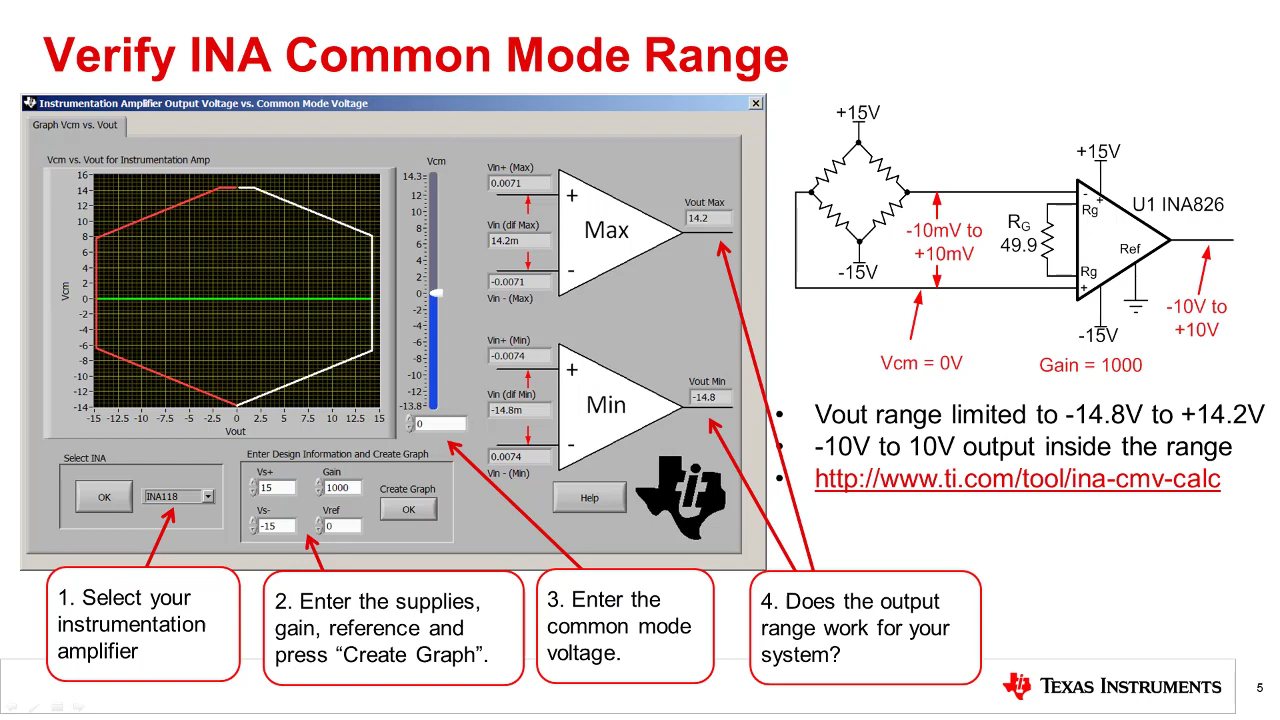 Verify INA Common Mode Range
Instrumentation Amplifier Output Voltage vs. Common Mode Voltage
Graph Vcm vs. Vout
Vcm vs. Vout for Instrumentation Amp
16
14
12
10
8
6
4
2
0
-2
-4
-6
-8
-10
-12
-14
Vcm
-15 -12.5 -10 -7.5 -5 -2.5 0 2.5 5 7.5 10 12.5 15
Vout
Vcm
14.3
12
10
8
6
4
2
0
-2
-4
-6
-8
-10
-12
-13.8
0
Vin+ (Max)
0.0071
Vin (dif Max)
14.2m
-0.0071
Vin - (Max)
+
Max
-
Vout Max
14.2
Vin+ (Min)
-0.0074
Vin (dif Min)
-14.8m
0.0074
Vin - (Min)
+
Min
-
Vout Min
-14.8
Select INA
OK
INA118
Enter Design Information and Create Graph
Vs+
15
Gain
1000
Vs-
-15
Vref
0
Create Graph
OK
Help
+15V
-15V
-10mV to
+10mV
Vcm = 0V
+15V
-
+
Rg
RG
49.9
Rg
+
U1 INA826
Ref
-15V
-10V to
+10V
Gain = 1000
• Vout range limited to -14.8V to +14.2V
• -10V to 10V output inside the range
• http://www.ti.com/tool/ina-cmv-calc
1. Select your
instrumentation
amplifier
2. Enter the supplies,
gain, reference and
press “Create Graph”.
3. Enter the
common mode
voltage.
4. Does the output
range work for your
system?
TEXAS INSTRUMENTS
5